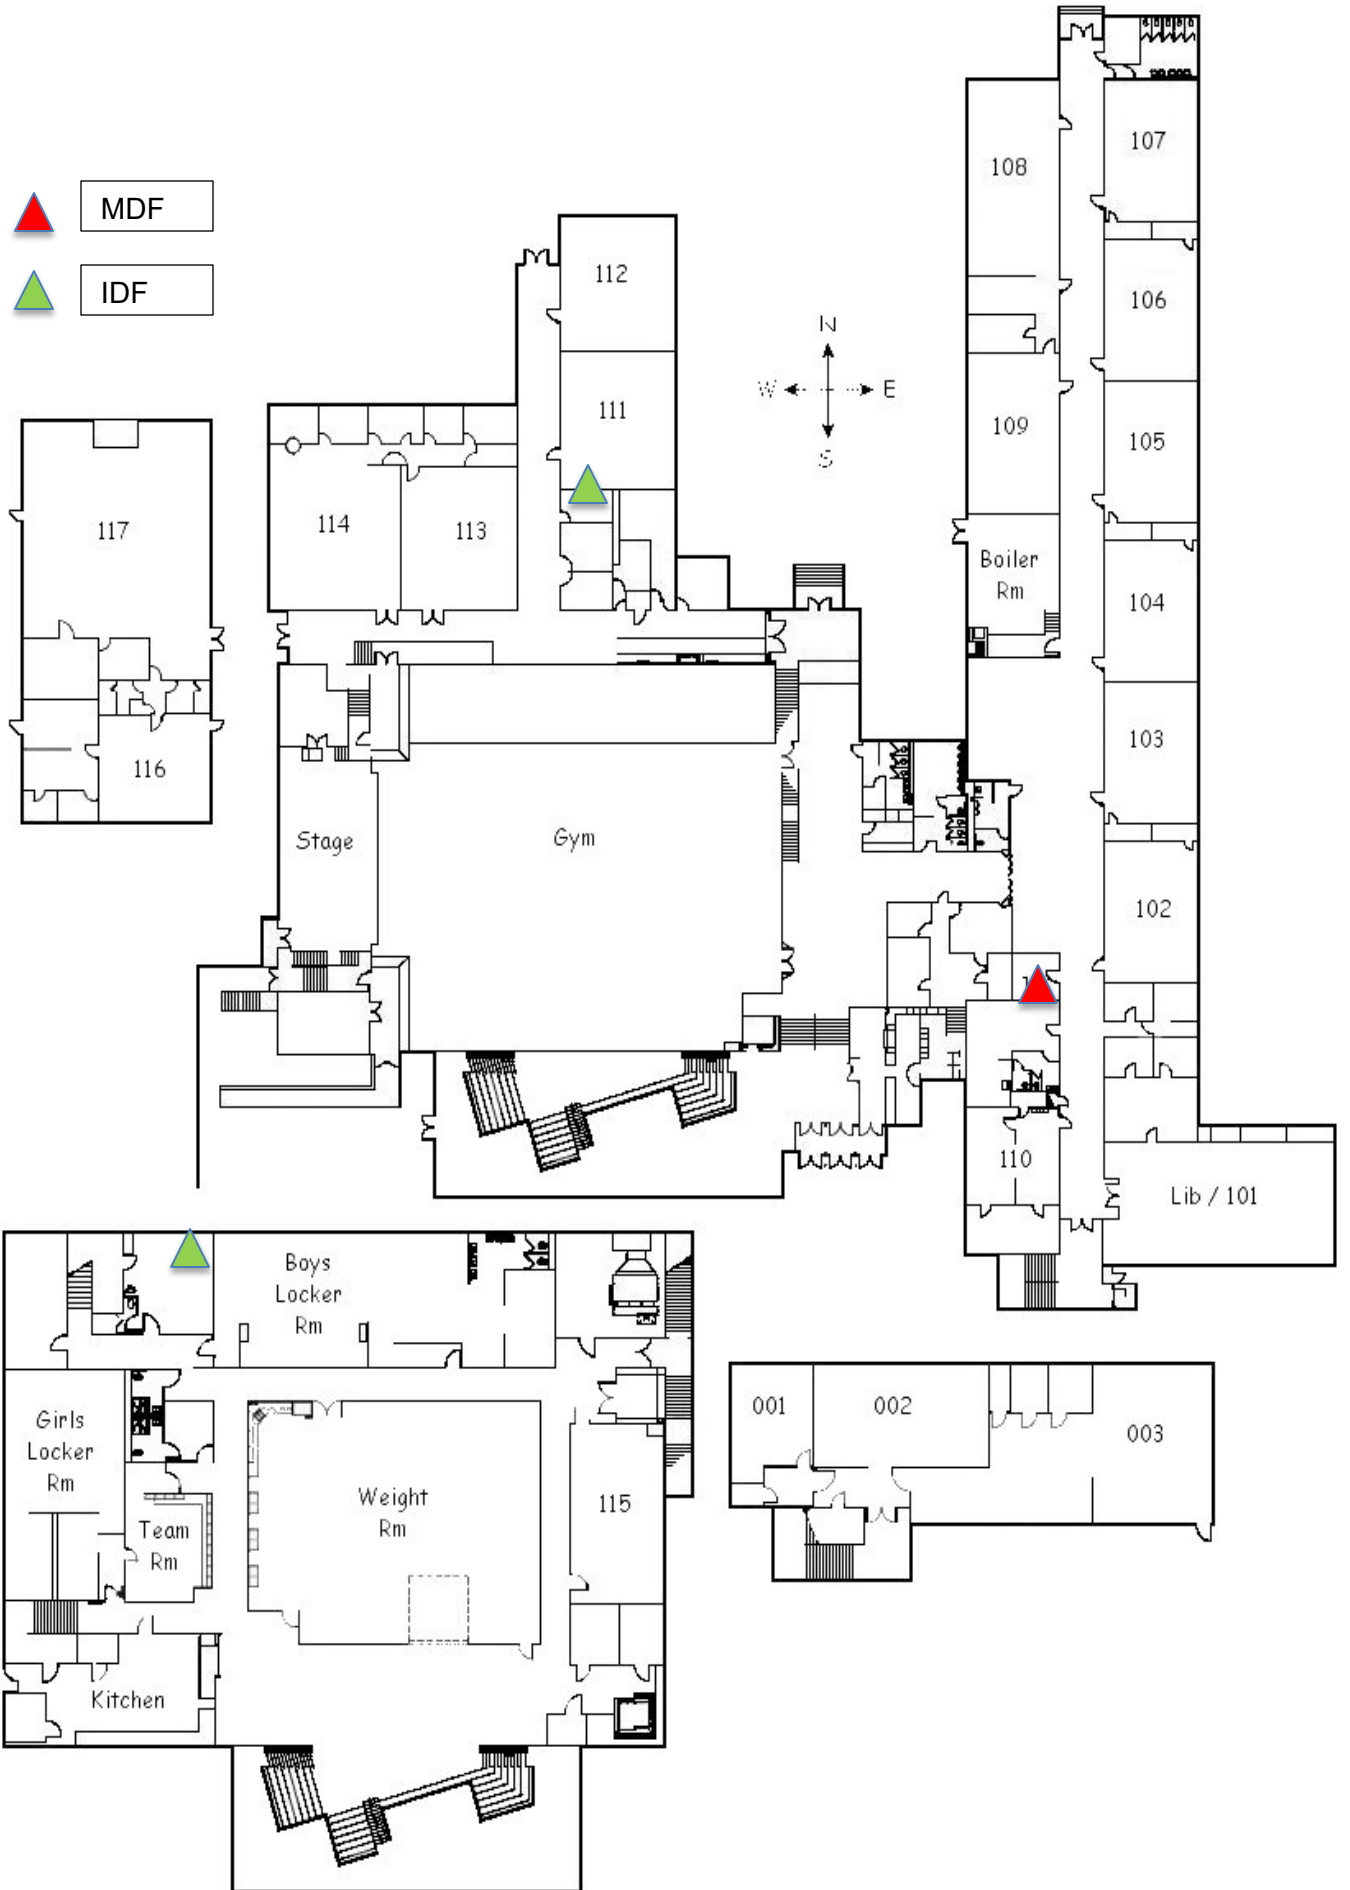 MDF
IDF
107
108
106
112
N
W E
S
111
109
105
117
114
113
Boiler
Rm
104
103
116
Stage
Gym
102
110
Lib / 101
Boys
Locker
Rm
Girls
Locker
Rm
Team
Rm
Weight
Rm
115
Kitchen
001
002
003